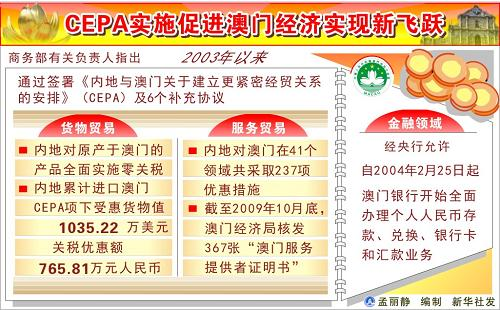 CEPA实施促进澳门经济实现新飞跃
商务部有关负责人指出
2003年以来
通过签署《内地与澳门关于建立更紧密经贸关系
的安排》（CEPA）及6个补充协议
货物贸易
内地对原产于澳门的
产品全面实施零关税
内地累计进口澳门
CEPA项下受惠货物值
1035.22 万美元
关税优惠额
765.81万元人民币
服务贸易
内地对澳门在41个
领域共采取237项
优惠措施
截至2009年10月底，
澳门经济局核发
367张“澳门服务
提供者证明书”
金融领域
经央行允许
自2004年2月25日起
澳门银行开始全面
办理个人人民币存
款、兑换、银行卡
和汇款业务
孟丽静 编制 新华社发